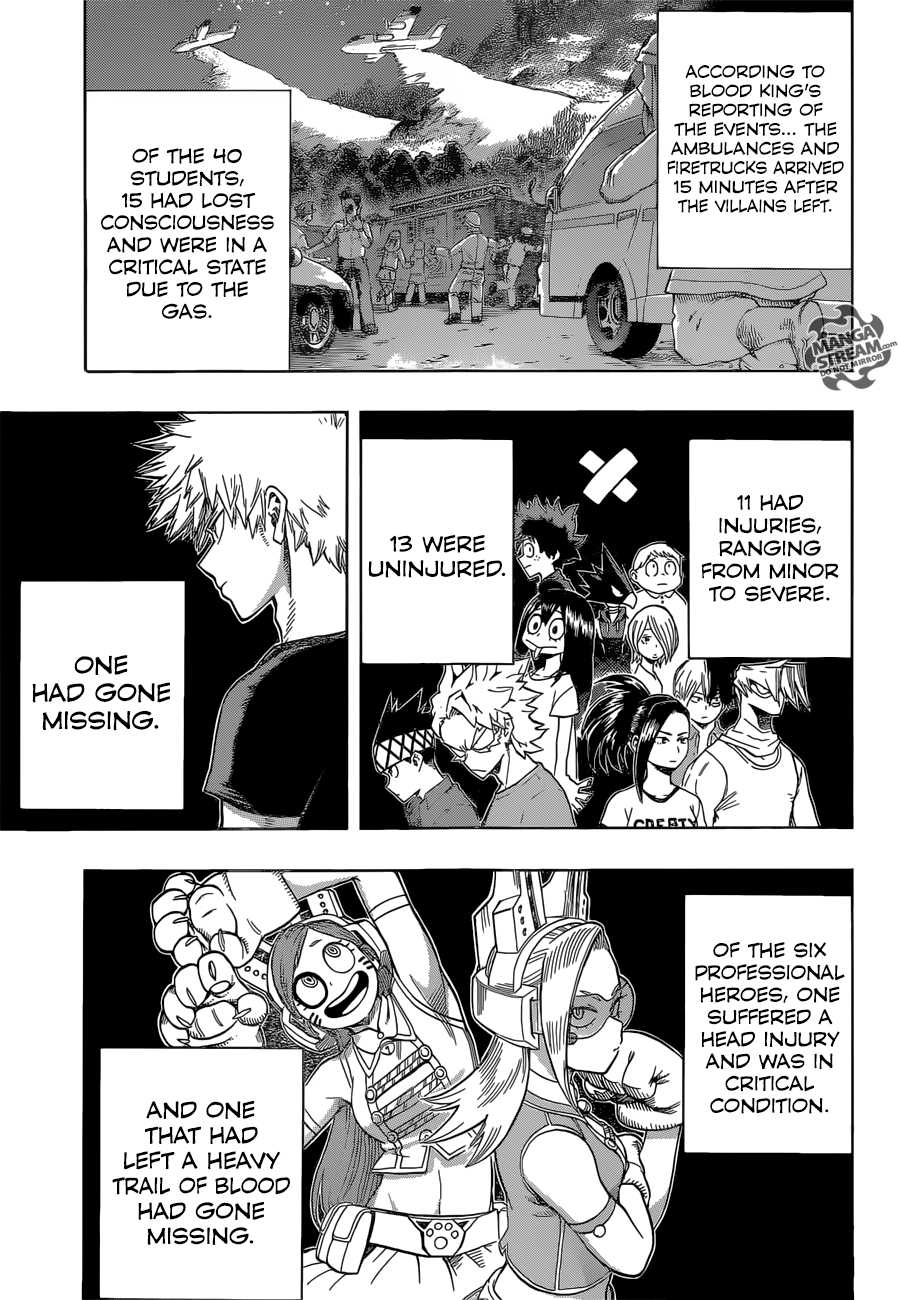 ACCORDING TO
BLOOD KING'S
REPORTING OF
THE EVENTS... THE
AMBULANCES AND
FIRETRUCKS ARRIVED
15 MINUTES AFTER
THE VILLAINS LEFT.
OF THE 40
STUDENTS,
15 HAD LOST
CONSCIOUSNESS
AND WERE IN A
CRITICAL STATE
DUE TO THE
GAS.
MANGA
STREAM.com
DO NOT MIRROR
11 HAD
INJURIES,
RANGING
FROM MINOR
TO SEVERE.
13 WERE
UNINJURED.
CREATY
ONE
HAD GONE
MISSING.
OF THE SIX
PROFESSIONAL
HEROES, ONE
SUFFERED A
HEAD INJURY
AND WAS IN
CRITICAL
CONDITION.
AND ONE
THAT HAD
LEFT A HEAVY
TRAIL OF BLOOD
HAD GONE
MISSING.